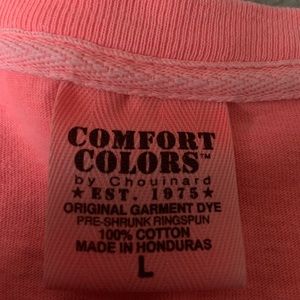 COMFORT
COLORS™
by Chouinard
★ EST. 1975 ★
ORIGINAL GARMENT DYE
PRE-SHRUNK RINGSPUN
100% COTTON
MADE IN HONDURAS
L